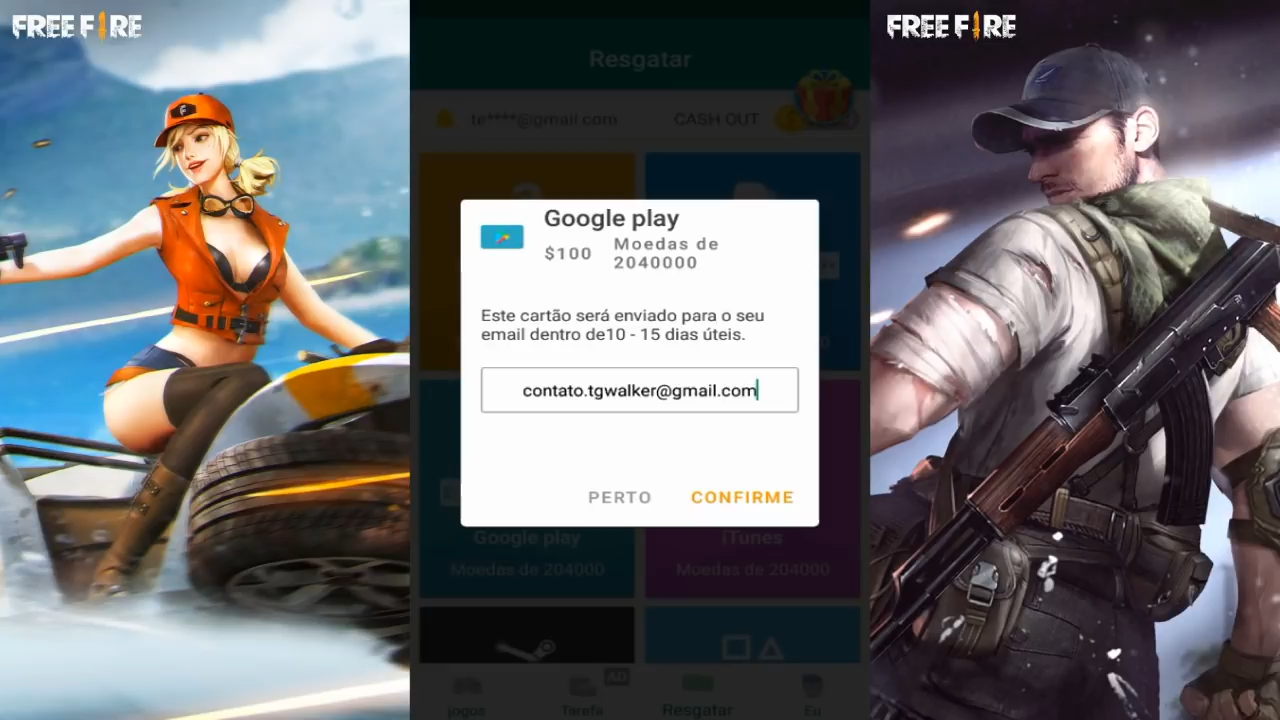 FREE FIRE
FREE FIRE
Resgatar
te****@gmail com
CASH OUT
Google play
$100
Moedas de
2040000
Este cartão será enviado para o seu
email dentro de10 - 15 dias úteis.
contato.tgwalker@gmail.com
PERTO
CONFIRME
Google play
iTunes
Moedas de 204000
Moedas de 204000
AD
jogos
Tarefa
Resgatar
Eu